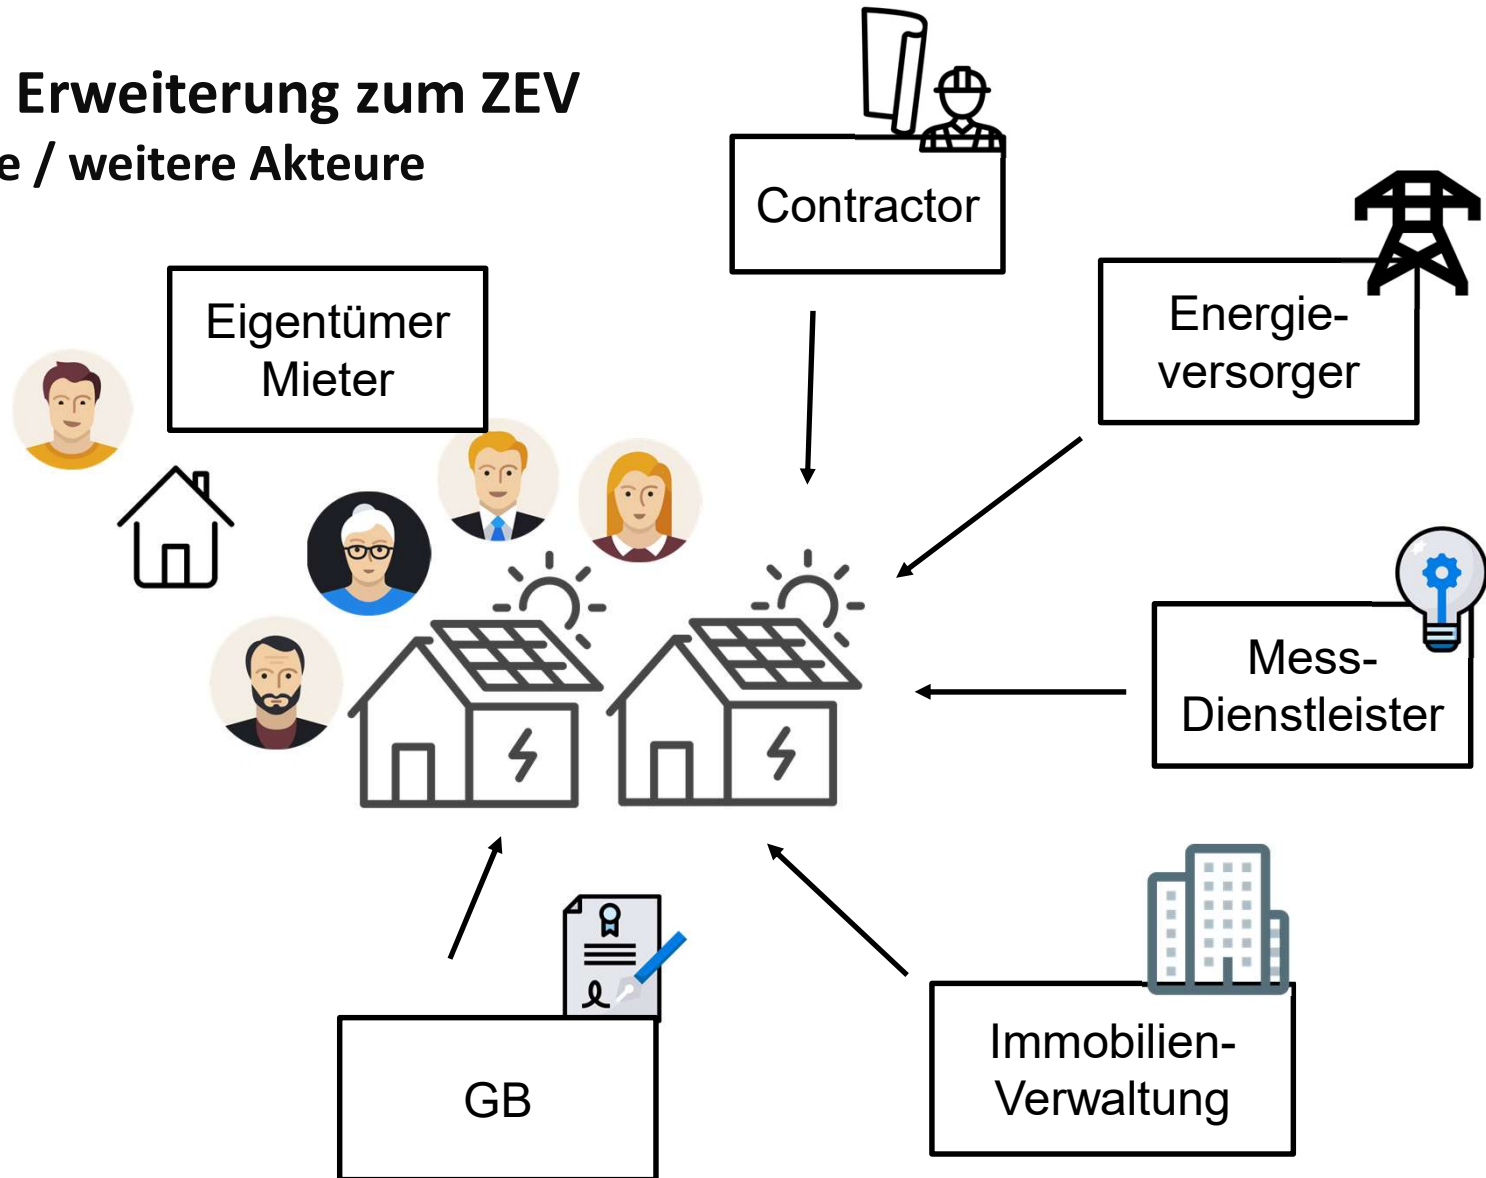 Erweiterung zum ZEV
e / weitere Akteure
Contractor
Eigentümer
Mieter
Energie-
versorger
Mess-
Dienstleister
Immobilien-
Verwaltung
GB